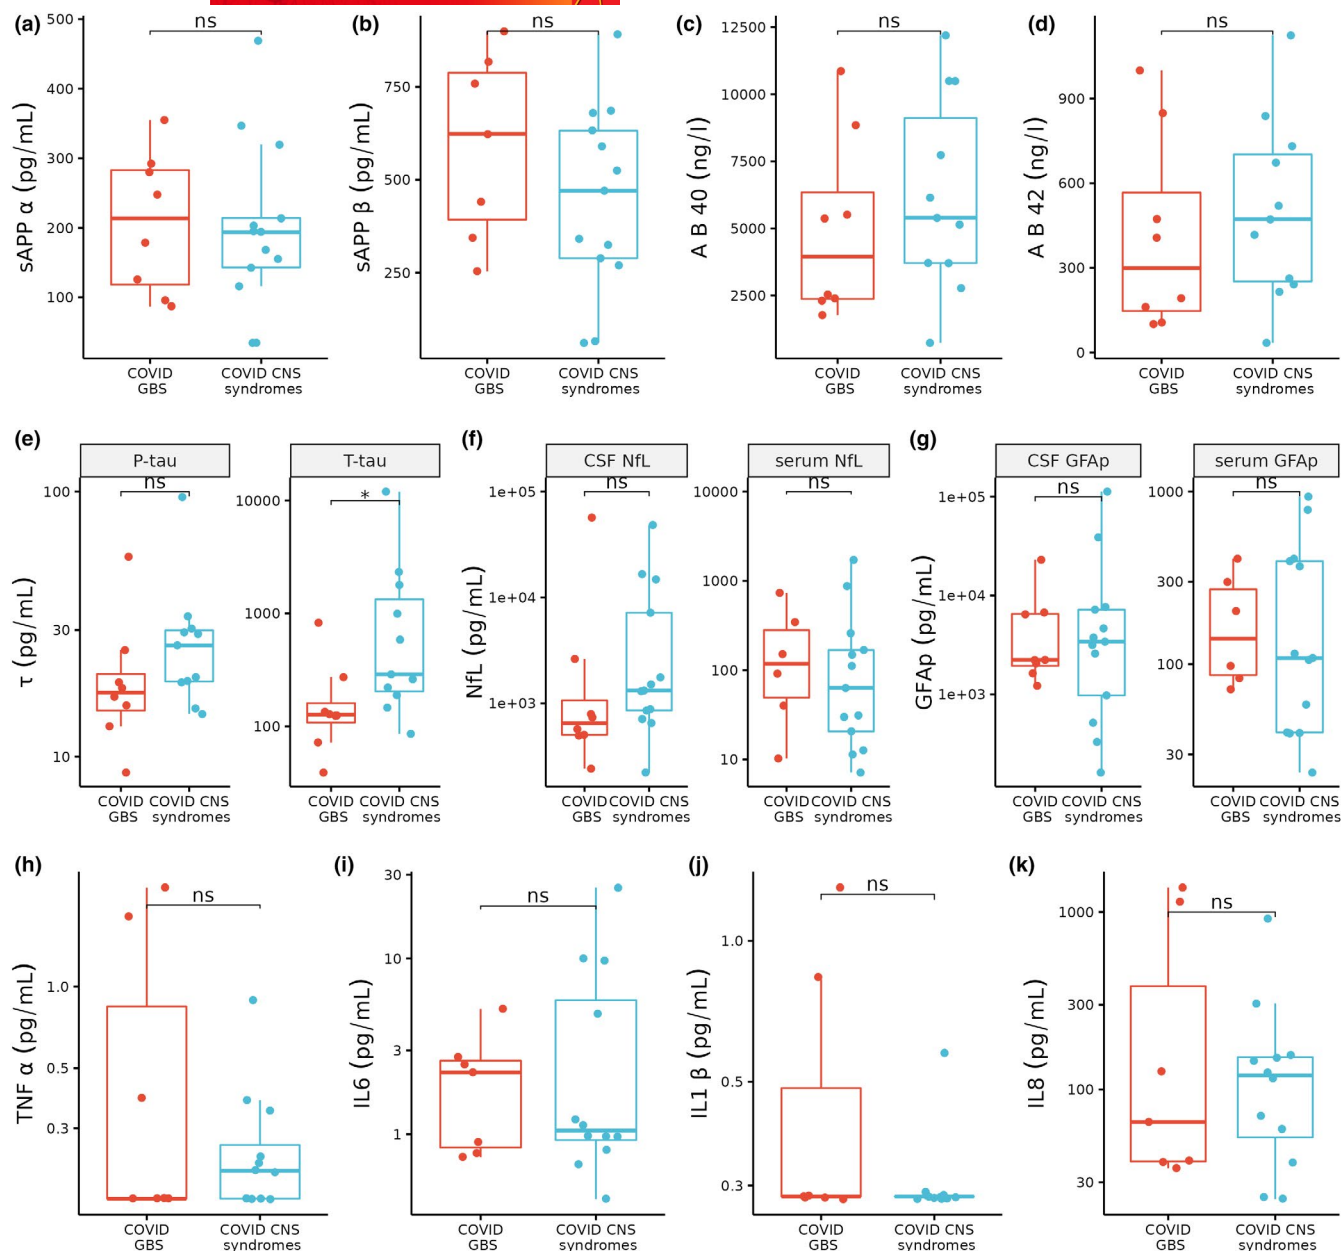 (a)
sAPP α (pg/mL)
500
400
300
200
100
ns
COVID GBS
COVID CNS syndromes
(b)
sAPP β (pg/mL)
750
500
250
ns
COVID GBS
COVID CNS syndromes
(c)
A B 40 (ng/l)
12500
10000
7500
5000
2500
ns
COVID GBS
COVID CNS syndromes
(d)
A B 42 (ng/l)
900
600
300
0
ns
COVID GBS
COVID CNS syndromes
(e)
τ (pg/mL)
P-tau
100
30
10
ns
COVID GBS
COVID CNS syndromes
T-tau
10000
1000
100
*
COVID GBS
COVID CNS syndromes
(f)
NfL (pg/mL)
CSF NfL
1e+05
1e+04
1e+03
ns
COVID GBS
COVID CNS syndromes
serum NfL
10000
1000
100
10
ns
COVID GBS
COVID CNS syndromes
(g)
GFAp (pg/mL)
CSF GFAp
1e+05
1e+04
1e+03
ns
COVID GBS
COVID CNS syndromes
serum GFAp
1000
300
100
30
ns
COVID GBS
COVID CNS syndromes
(h)
TNF α (pg/mL)
1.0
0.5
0.3
ns
COVID GBS
COVID CNS syndromes
(i)
IL6 (pg/mL)
30
10
3
1
ns
COVID GBS
COVID CNS syndromes
(j)
IL1 β (pg/mL)
1.0
0.5
0.3
ns
COVID GBS
COVID CNS syndromes
(k)
IL8 (pg/mL)
1000
300
100
30
ns
COVID GBS
COVID CNS syndromes